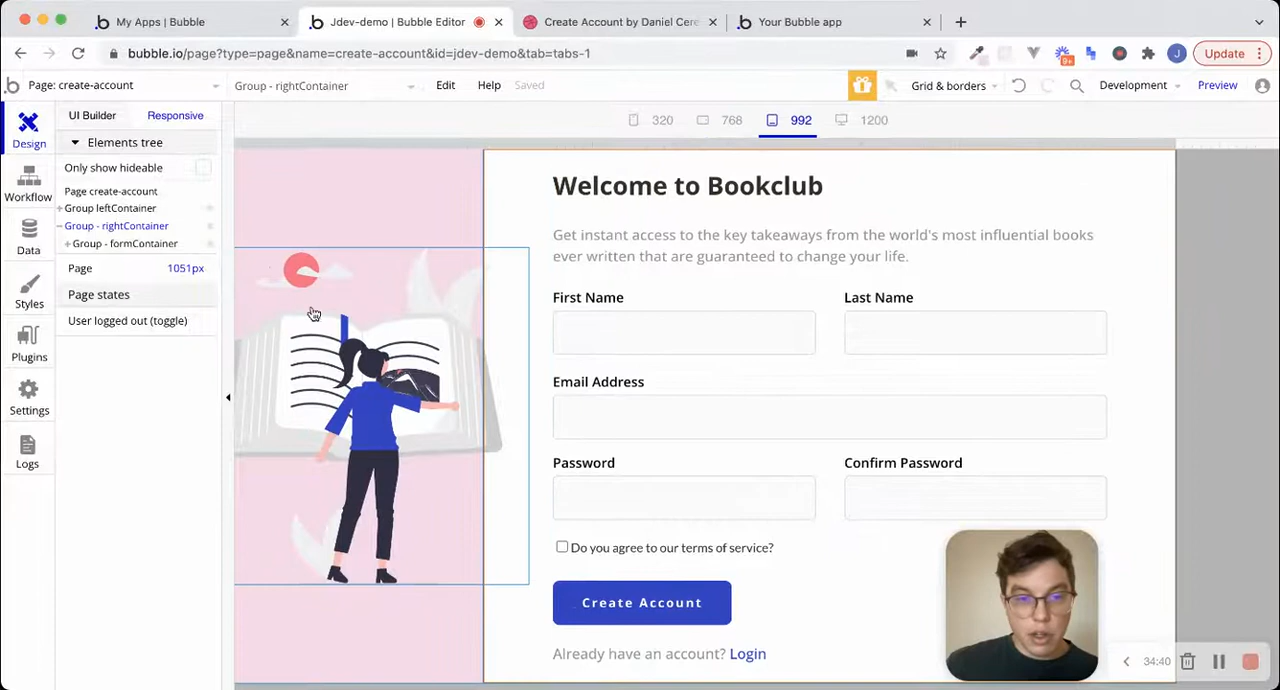 My Apps | Bubble
Jdev-demo | Bubble Editor
Create Account by Daniel Cere
Your Bubble app
bubble.io/page?type=page&name=create-account&id=jdev-demo&tab=tabs-1
9+
J
Update
Page: create-account
Group - rightContainer
Edit
Help
Saved
Grid & borders
Development
Preview
Design
Workflow
Data
Styles
Plugins
Settings
Logs
UI Builder
Responsive
Elements tree
Only show hideable
Page create-account
Group leftContainer
Group - rightContainer
Group - formContainer
Page
1051px
Page states
User logged out (toggle)
320
768
992
1200
Welcome to Bookclub
Get instant access to the key takeaways from the world's most influential books
ever written that are guaranteed to change your life.
First Name
Last Name
Email Address
Password
Confirm Password
Do you agree to our terms of service?
Create Account
Already have an account? Login
34:40